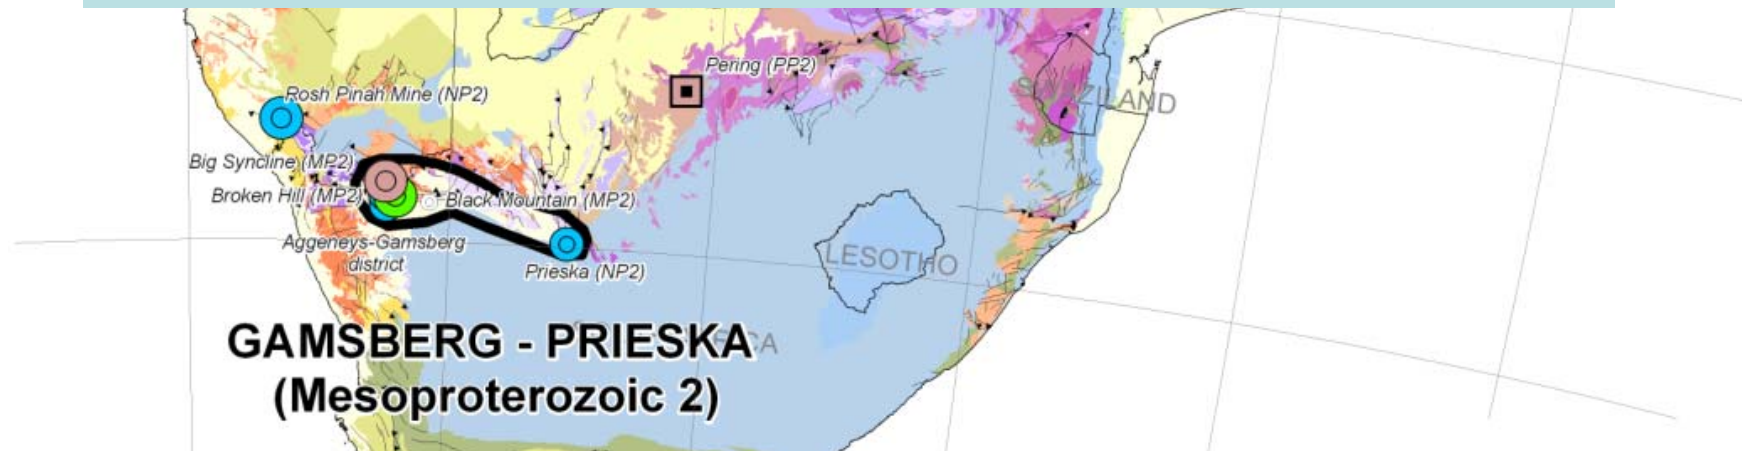 Pering (PP2)
SWAZILAND
Rosh Pinah Mine (NP2)
Big Syncline (MP2)
Broken Hill (MP2)
Black Mountain (MP2)
Aggeneys-Gamsberg
district
LESOTHO
Prieska (NP2)
GAMSBERG - PRIESKA
(Mesoproterozoic 2)